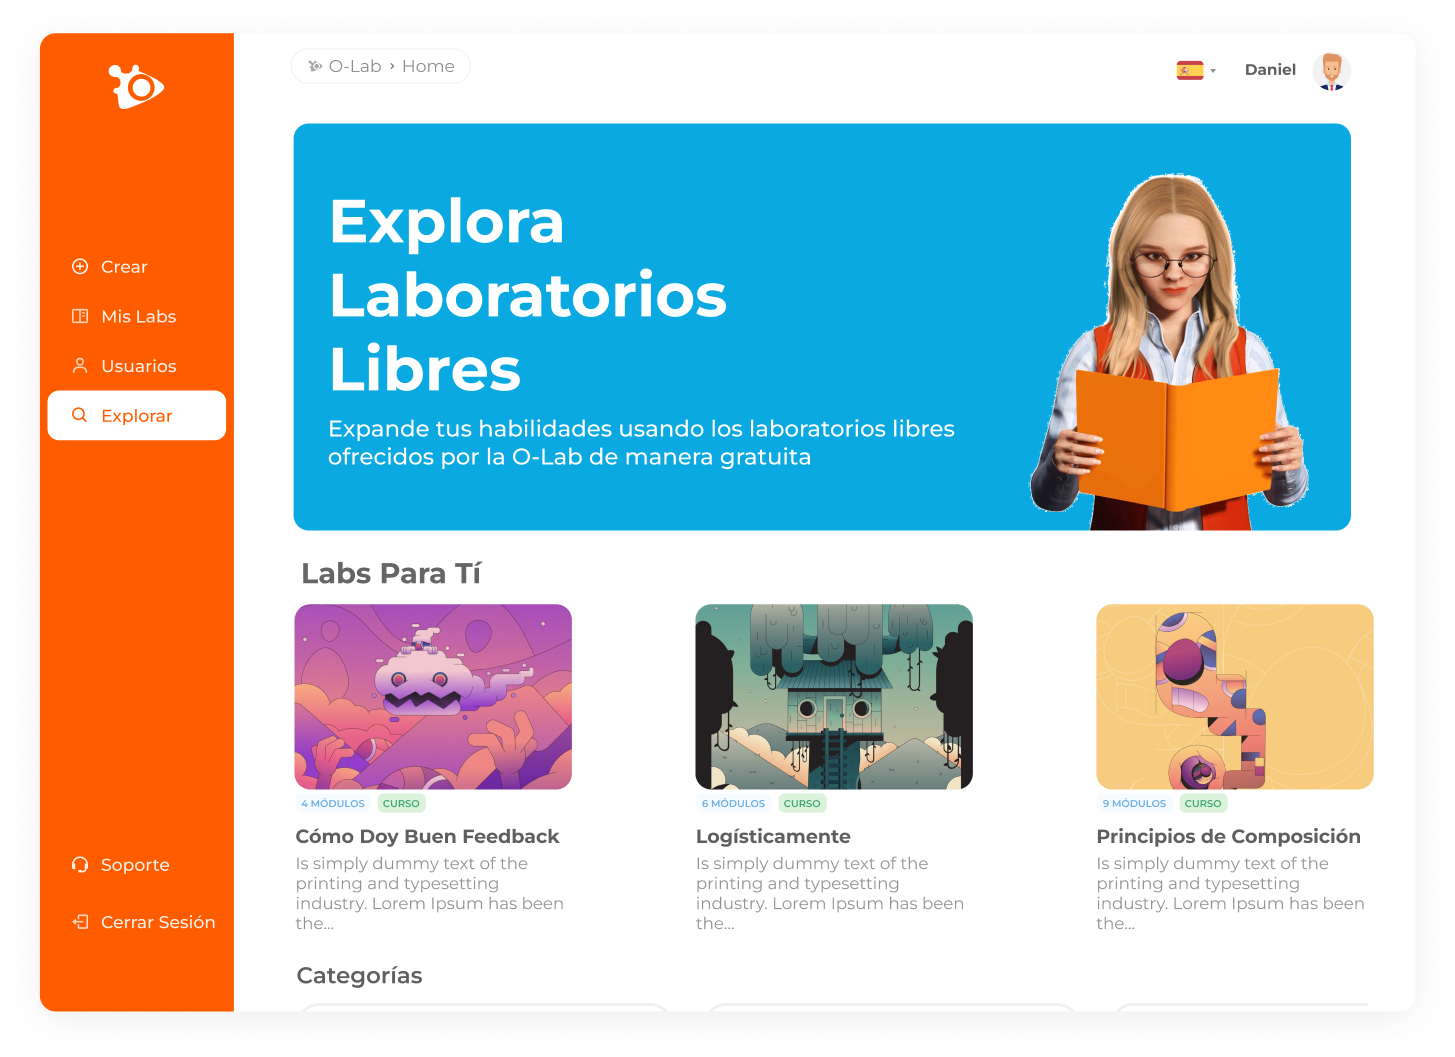 O-Lab › Home
Daniel
Crear
Mis Labs
Usuarios
Explorar
Soporte
Cerrar Sesión
Explora
Laboratorios
Libres
Expande tus habilidades usando los laboratorios libres
ofrecidos por la O-Lab de manera gratuita
Labs Para Tí
4 MÓDULOS CURSO
Cómo Doy Buen Feedback
Is simply dummy text of the
printing and typesetting
industry. Lorem Ipsum has been
the...
6 MÓDULOS CURSO
Logísticamente
Is simply dummy text of the
printing and typesetting
industry. Lorem Ipsum has been
the...
9 MÓDULOS CURSO
Principios de Composición
Is simply dummy text of the
printing and typesetting
industry. Lorem Ipsum has been
the...
Categorías